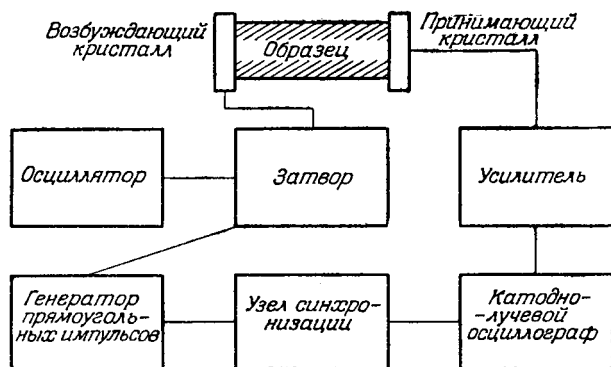 Возбуждающий
кристалл
Образец
Принимающий
кристалл
Осциллятор
Затвор
Усилитель
Генератор
прямоуголь-
ных импульсов
Узел синхро-
низации
Катодно-
-лучевой
осциллограф